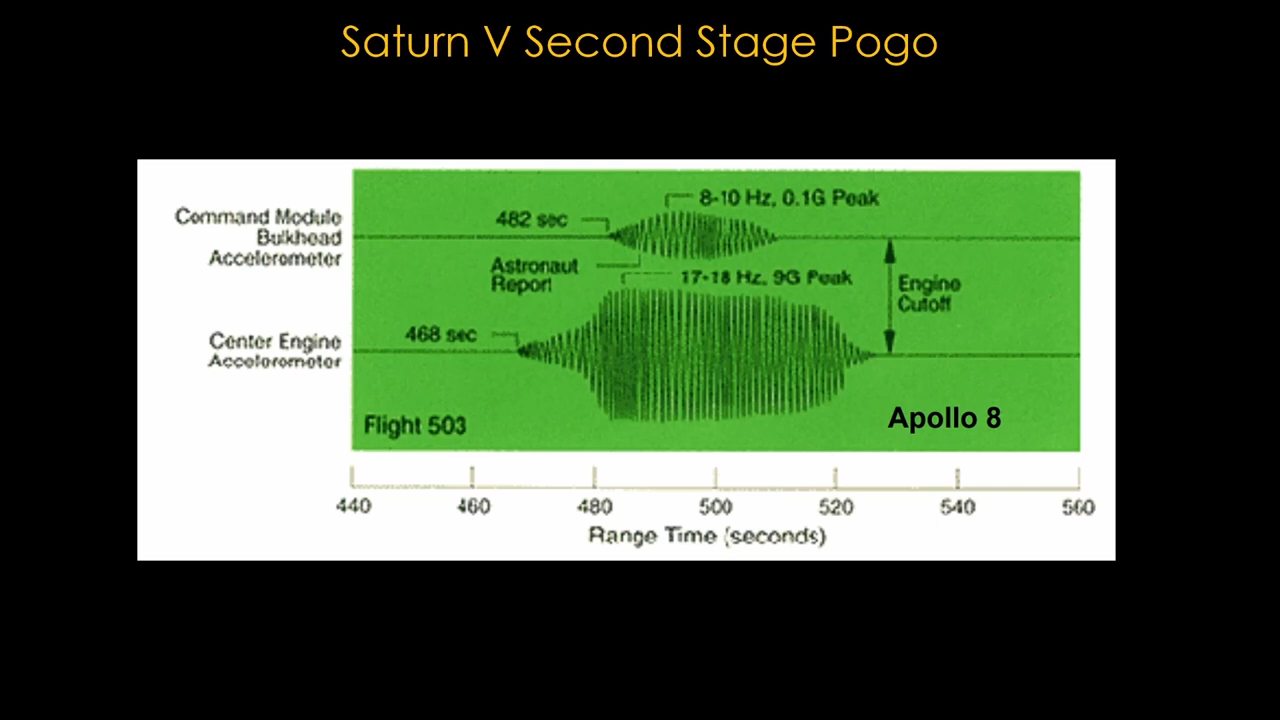 Saturn V Second Stage Pogo
Command Module
Bulkhead
Accelerometer
482 sec
8-10 Hz, 0.1G Peak
Astronaut
Report
17-18 Hz, 9G Peak
Engine
Cutoff
468 sec
Center Engine
Accelerometer
Flight 503
Apollo 8
440 460 480 500 520 540 560
Range Time (seconds)